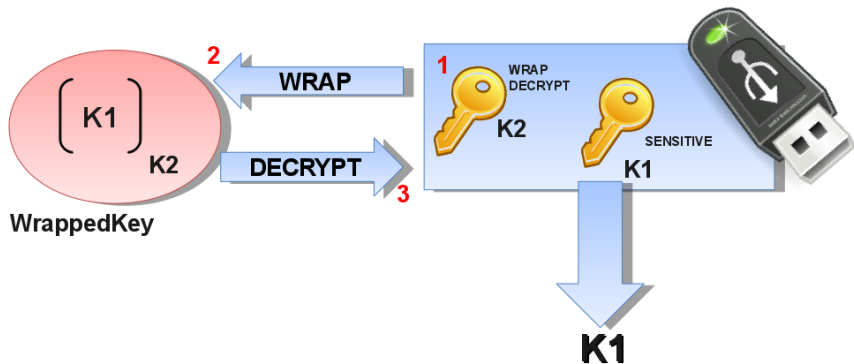 2
WRAP
1
WRAP
DECRYPT
K2
K1
SENSITIVE
K1
K2
DECRYPT
3
WrappedKey
K1